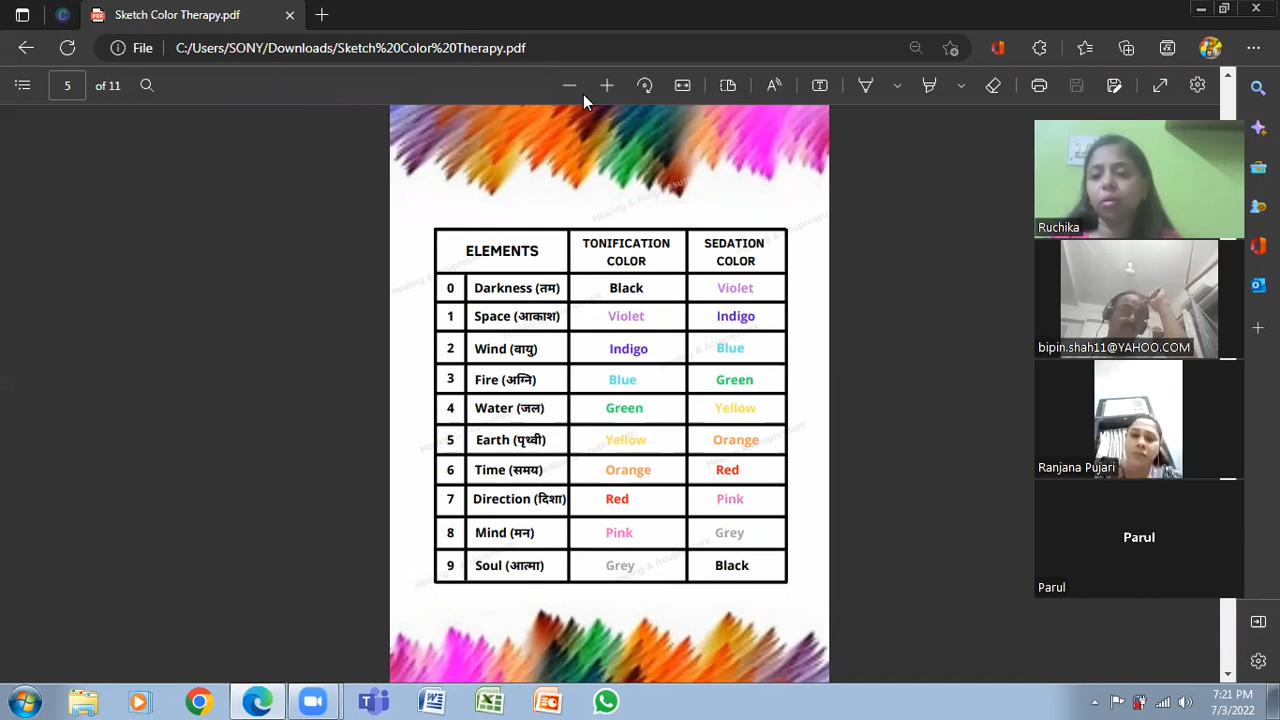 Sketch Color Therapy.pdf
File C:/Users/SONY/Downloads/Sketch%20Color%20Therapy.pdf
5 of 11
ELEMENTS TONIFICATION COLOR SEDATION COLOR
0 Darkness (तम) Black Violet
1 Space (आकाश) Violet Indigo
2 Wind (वायु) Indigo Blue
3 Fire (अग्नि) Blue Green
4 Water (जल) Green Yellow
5 Earth (पृथ्वी) Yellow Orange
6 Time (समय) Orange Red
7 Direction (दिशा) Red Pink
8 Mind (मन) Pink Grey
9 Soul (आत्मा) Grey Black
Healing & Acupressure
Ruchika
bipin.shah11@YAHOO.COM
Ranjana Pujari
Parul
Parul
7:21 PM
7/3/2022